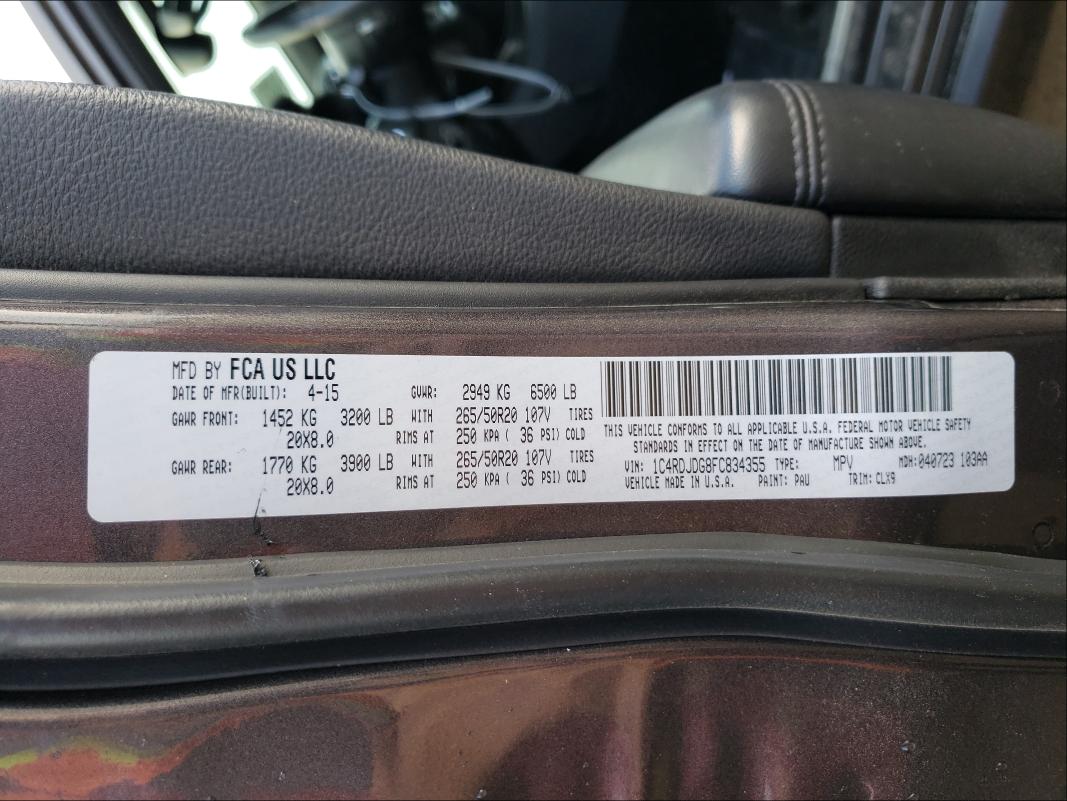 MFD BY FCA US LLC
DATE OF MFR(BUILT): 4-15 GVWR: 2949 KG 6500 LB
GAWR FRONT: 1452 KG 3200 LB WITH 265/50R20 107V TIRES
20X8.0 RIMS AT 250 KPA ( 36 PSI) COLD
GAWR REAR: 1770 KG 3900 LB WITH 265/50R20 107V TIRES
20X8.0 RIMS AT 250 KPA ( 36 PSI) COLD
THIS VEHICLE CONFORMS TO ALL APPLICABLE U.S.A. FEDERAL MOTOR VEHICLE SAFETY
STANDARDS IN EFFECT ON THE DATE OF MANUFACTURE SHOWN ABOVE.
VIN: 1C4RDJDG8FC834355 TYPE: MPV MDH:040723 103AA
VEHICLE MADE IN U.S.A. PAINT: PAU TRIM: CLX9